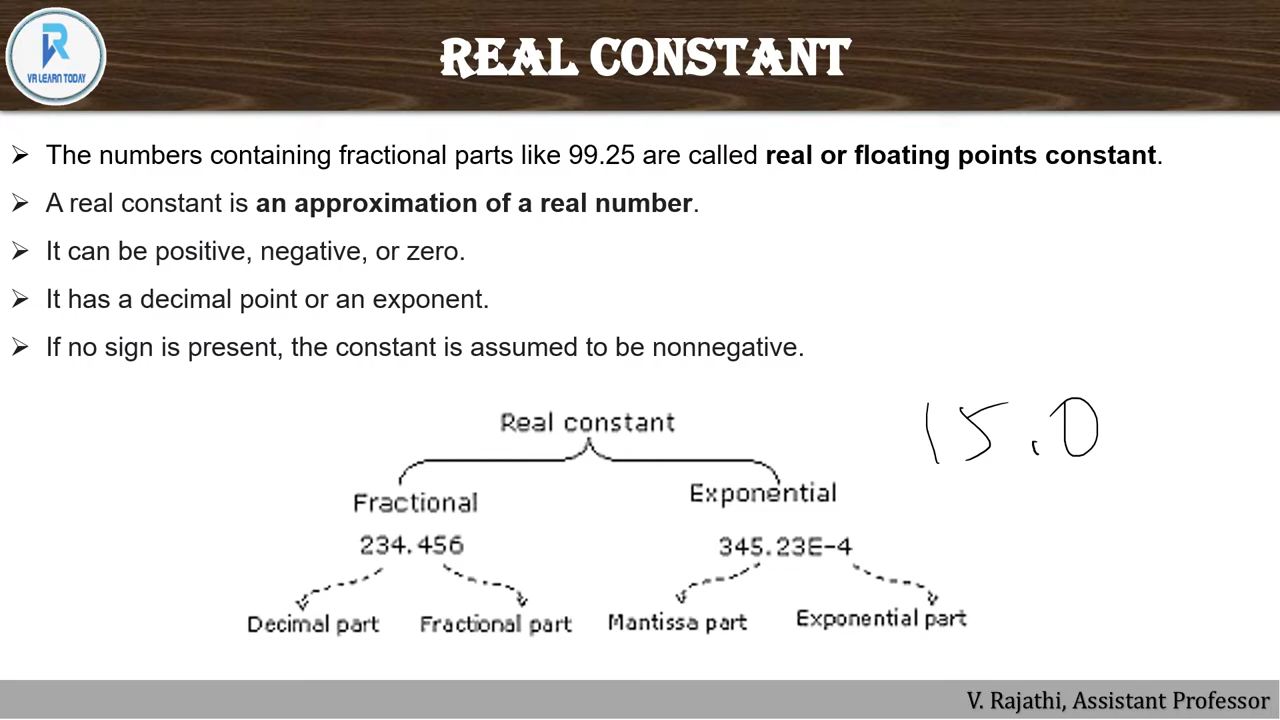 VR LEARN TODAY
REAL CONSTANT
➢ The numbers containing fractional parts like 99.25 are called real or floating points constant.
➢ A real constant is an approximation of a real number.
➢ It can be positive, negative, or zero.
➢ It has a decimal point or an exponent.
➢ If no sign is present, the constant is assumed to be nonnegative.
15.0
Real constant
Fractional Exponential
234.456 345.23E-4
Decimal part Fractional part Mantissa part Exponential part
V. Rajathi, Assistant Professor